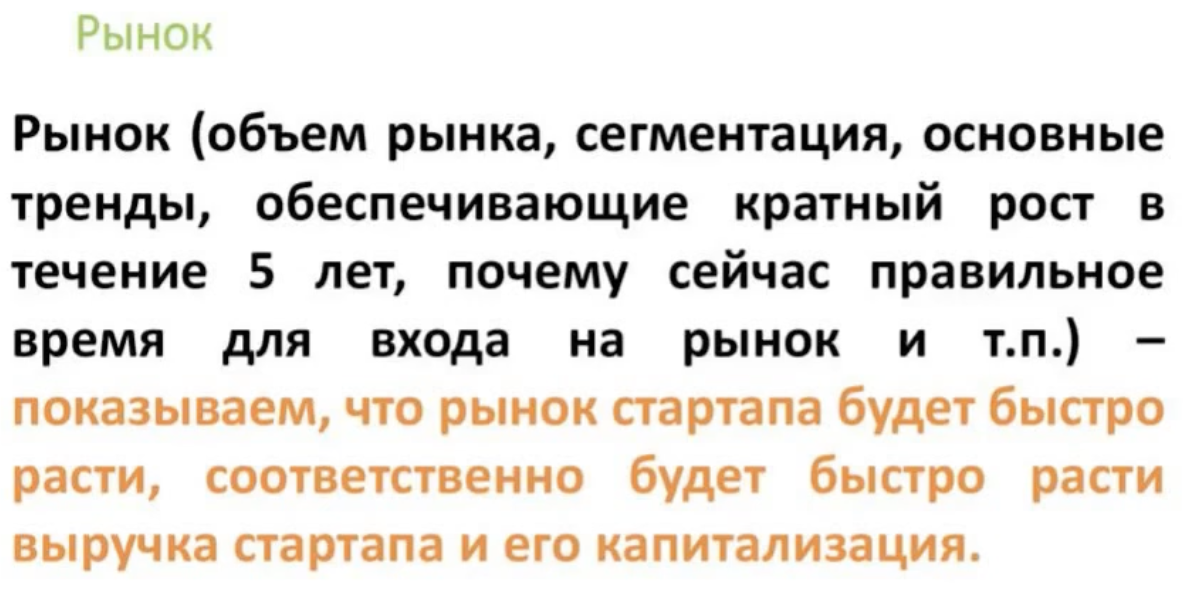 Рынок
Рынок (объем рынка, сегментация, основные
тренды, обеспечивающие кратный рост в
течение 5 лет, почему сейчас правильное
время для входа на рынок и т.п.) –
показываем, что рынок стартапа будет быстро
расти, соответственно будет быстро расти
выручка стартапа и его капитализация.